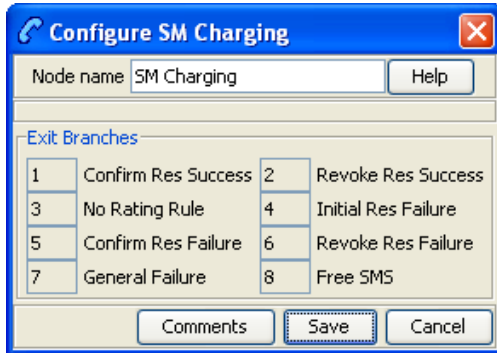 Configure SM Charging
Node name SM Charging Help
Exit Branches
1 Confirm Res Success 2 Revoke Res Success
3 No Rating Rule 4 Initial Res Failure
5 Confirm Res Failure 6 Revoke Res Failure
7 General Failure 8 Free SMS
Comments Save Cancel